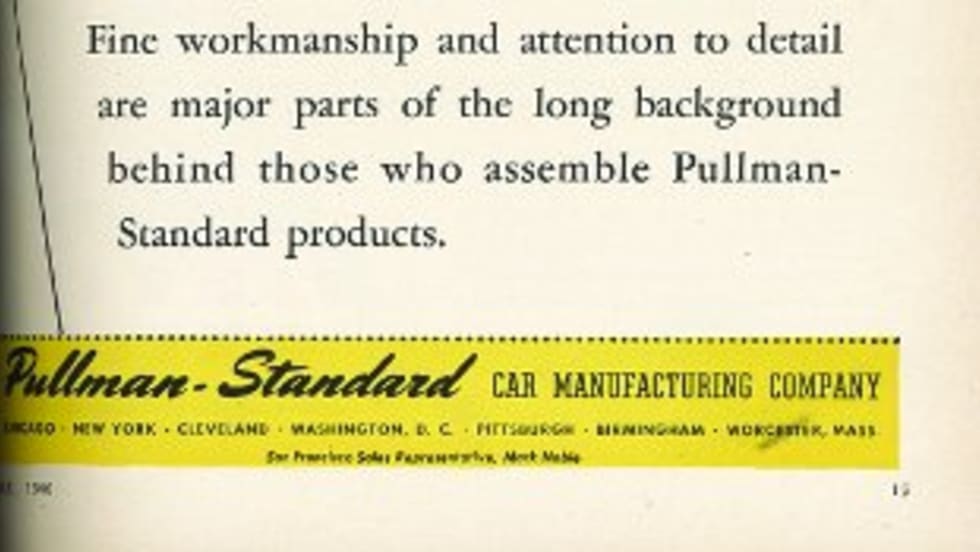 Fine workmanship and attention to detail
are major parts of the long background
behind those who assemble Pullman-
Standard products.
Pullman-Standard CAR MANUFACTURING COMPANY
CHICAGO · NEW YORK · CLEVELAND · WASHINGTON, D. C. · PITTSBURGH · BIRMINGHAM · WORCESTER, MASS.
San Francisco Sales Representative, Mark Noble